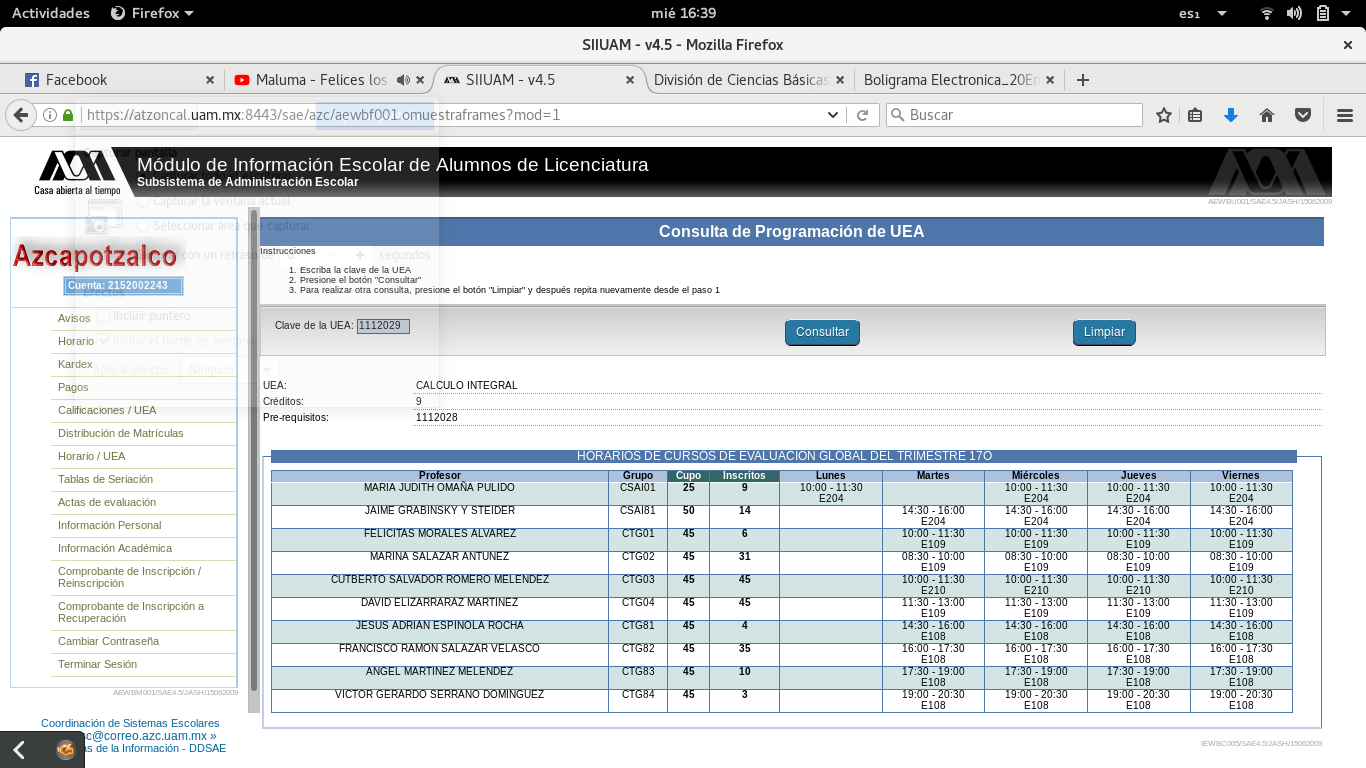 Actividades Firefox mié 16:39 es₁
SIIUAM - v4.5 - Mozilla Firefox
Facebook Maluma - Felices los SIIUAM - v4.5 División de Ciencias Básicas Boligrama Electronica_20En
https://atzoncal.uam.mx:8443/sae/azc/aewbf001.omuestraframes?mod=1 Buscar
Módulo de Información Escolar de Alumnos de Licenciatura
Subsistema de Administración Escolar
Casa abierta al tiempo
AEWBU001/SAE4.5/JASH/15062009
Capturar la ventana actual
Seleccionar área que capturar
segundos
Incluir puntero
Incluir el borde de ventana
Aplicar efecto: Ninguno
Azcapotzalco
Cuenta: 2152002243
Avisos
Horario
Kardex
Pagos
Calificaciones / UEA
Distribución de Matrículas
Horario / UEA
Tablas de Seriación
Actas de evaluación
Información Personal
Información Académica
Comprobante de Inscripción /
Reinscripción
Comprobante de Inscripción a
Recuperación
Cambiar Contraseña
Terminar Sesión
AEWBM001/SAE4.5/JASH/15062009
Coordinación de Sistemas Escolares
c@correo.azc.uam.mx »
as de la Información - DDSAE
Consulta de Programación de UEA
Instrucciones
1. Escriba la clave de la UEA
2. Presione el botón "Consultar"
3. Para realizar otra consulta, presione el botón "Limpiar" y después repita nuevamente desde el paso 1
Clave de la UEA: 1112029 Consultar Limpiar
UEA: CALCULO INTEGRAL
Créditos: 9
Pre-requisitos: 1112028
HORARIOS DE CURSOS DE EVALUACION GLOBAL DEL TRIMESTRE 17O
Profesor Grupo Cupo Inscritos Lunes Martes Miércoles Jueves Viernes
MARIA JUDITH OMAÑA PULIDO CSAI01 25 9 10:00 - 11:30 10:00 - 11:30 10:00 - 11:30 10:00 - 11:30
E204 E204 E204 E204
JAIME GRABINSKY Y STEIDER CSAI81 50 14 14:30 - 16:00 14:30 - 16:00 14:30 - 16:00 14:30 - 16:00
E204 E204 E204 E204
FELICITAS MORALES ALVAREZ CTG01 45 6 10:00 - 11:30 10:00 - 11:30 10:00 - 11:30 10:00 - 11:30
E109 E109 E109 E109
MARINA SALAZAR ANTUNEZ CTG02 45 31 08:30 - 10:00 08:30 - 10:00 08:30 - 10:00 08:30 - 10:00
E109 E109 E109 E109
CUTBERTO SALVADOR ROMERO MELENDEZ CTG03 45 45 10:00 - 11:30 10:00 - 11:30 10:00 - 11:30 10:00 - 11:30
E210 E210 E210 E210
DAVID ELIZARRARAZ MARTINEZ CTG04 45 45 11:30 - 13:00 11:30 - 13:00 11:30 - 13:00 11:30 - 13:00
E109 E109 E109 E109
JESUS ADRIAN ESPINOLA ROCHA CTG81 45 4 14:30 - 16:00 14:30 - 16:00 14:30 - 16:00 14:30 - 16:00
E108 E108 E108 E108
FRANCISCO RAMON SALAZAR VELASCO CTG82 45 35 16:00 - 17:30 16:00 - 17:30 16:00 - 17:30 16:00 - 17:30
E108 E108 E108 E108
ANGEL MARTINEZ MELENDEZ CTG83 45 10 17:30 - 19:00 17:30 - 19:00 17:30 - 19:00 17:30 - 19:00
E108 E108 E108 E108
VICTOR GERARDO SERRANO DOMINGUEZ CTG84 45 3 19:00 - 20:30 19:00 - 20:30 19:00 - 20:30 19:00 - 20:30
E108 E108 E108 E108
IEWBC005/SAE4.5/JASH/15062009